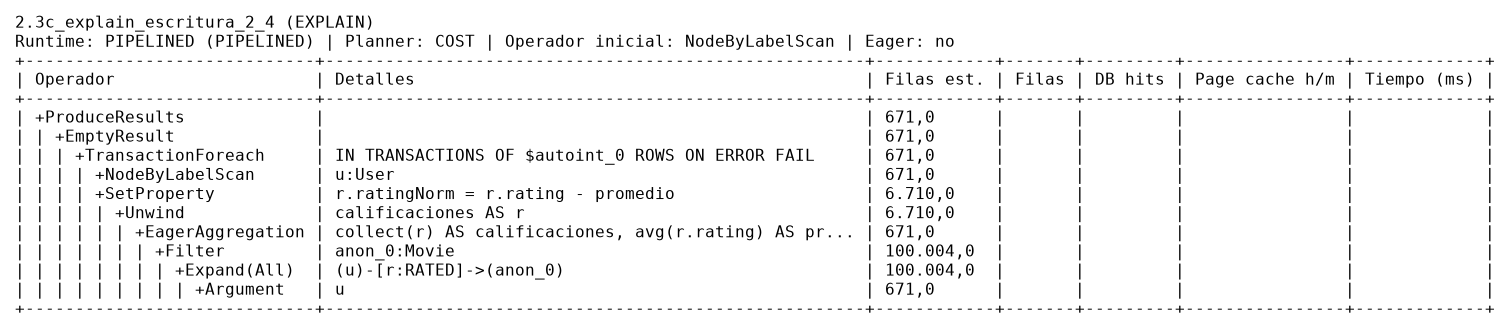 2.3c_explain_escritura_2_4 (EXPLAIN)
Runtime: PIPELINED (PIPELINED) | Planner: COST | Operador inicial: NodeByLabelScan | Eager: no
+-----------------------------+------------------------------------------------------+------------+-------+---------+----------------+-------------+
| Operador                    | Detalles                                             | Filas est. | Filas | DB hits | Page cache h/m | Tiempo (ms) |
+-----------------------------+------------------------------------------------------+------------+-------+---------+----------------+-------------+
| +ProduceResults             |                                                      | 671,0      |       |         |                |             |
| | +EmptyResult              |                                                      | 671,0      |       |         |                |             |
| | | +TransactionForeach     | IN TRANSACTIONS OF $autoint_0 ROWS ON ERROR FAIL     | 671,0      |       |         |                |             |
| | | | +NodeByLabelScan      | u:User                                               | 671,0      |       |         |                |             |
| | | | +SetProperty          | r.ratingNorm = r.rating - promedio                   | 6.710,0    |       |         |                |             |
| | | | | +Unwind             | calificaciones AS r                                  | 6.710,0    |       |         |                |             |
| | | | | | +EagerAggregation | collect(r) AS calificaciones, avg(r.rating) AS pr... | 671,0      |       |         |                |             |
| | | | | | | +Filter         | anon_0:Movie                                         | 100.004,0  |       |         |                |             |
| | | | | | | | +Expand(All)  | (u)-[r:RATED]->(anon_0)                              | 100.004,0  |       |         |                |             |
| | | | | | | | | +Argument   | u                                                    | 671,0      |       |         |                |             |
+-----------------------------+------------------------------------------------------+------------+-------+---------+----------------+-------------+